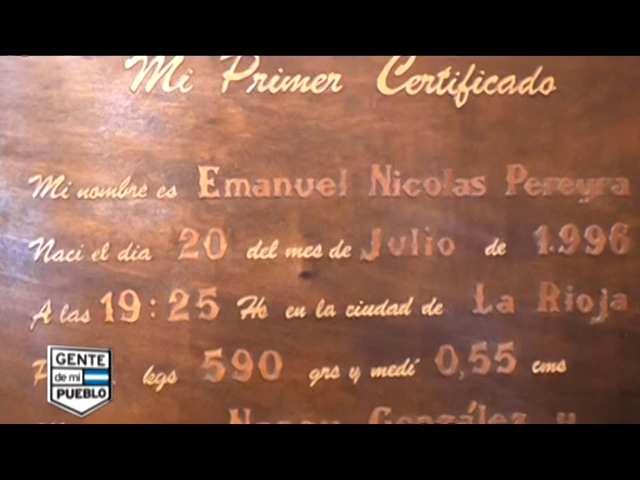 Mi Primer Certificado
Mi nombre es Emanuel Nicolas Pereyra
Naci el dia 20 del mes de Julio de 1.996
A las 19:25 Hs en la ciudad de La Rioja
kgs 590 grs y medí 0,55 cms
González y
GENTE
de mi
PUEBLO